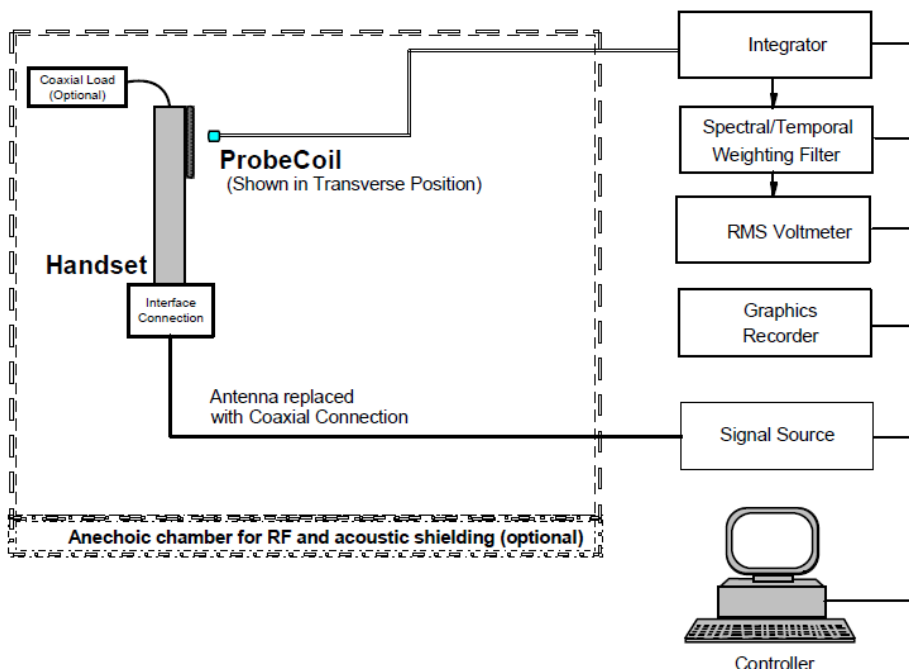 Coaxial Load
(Optional)
ProbeCoil
(Shown in Transverse Position)
Handset
Interface
Connection
Antenna replaced
with Coaxial Connection
Anechoic chamber for RF and acoustic shielding (optional)
Integrator
Spectral/Temporal
Weighting Filter
RMS Voltmeter
Graphics
Recorder
Signal Source
Controller